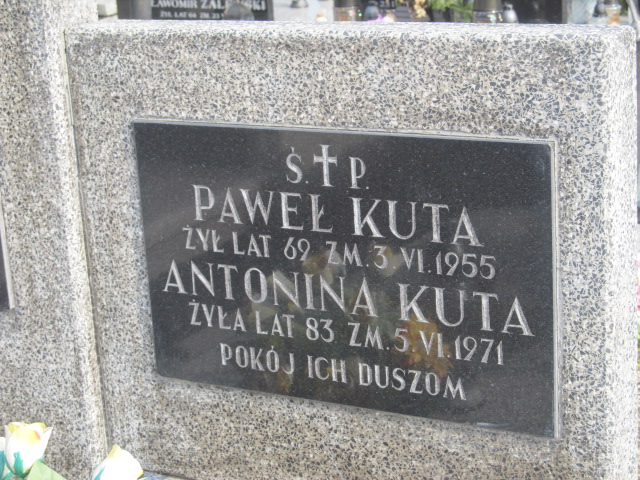 Ś. P.
PAWEŁ KUTA
ŻYŁ LAT 69 ZM. 3.VI.1955
ANTONINA KUTA
ŻYŁA LAT 83 ZM. 5.VI.1971
POKÓJ ICH DUSZOM